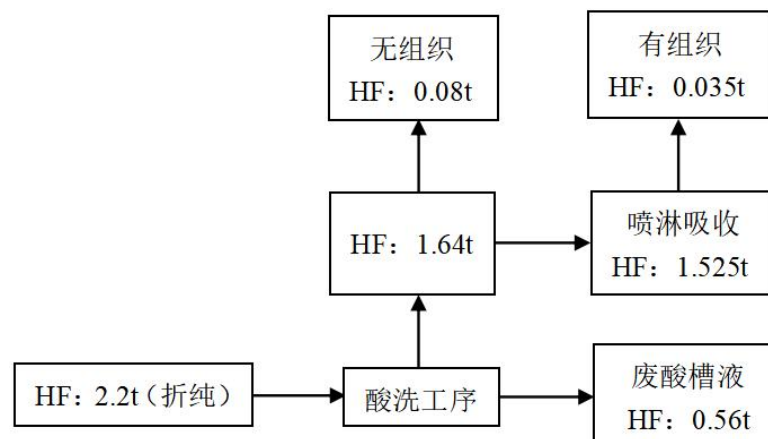 无组织
HF：0.08t
有组织
HF：0.035t
HF：1.64t
喷淋吸收
HF：1.525t
HF：2.2t（折纯）
酸洗工序
废酸槽液
HF：0.56t